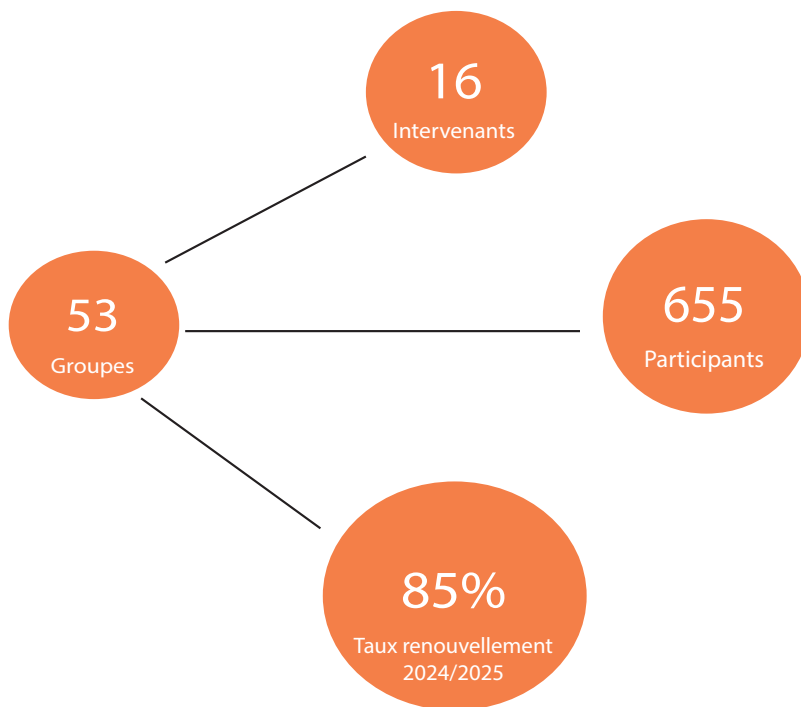 16
Intervenants
53
Groupes
655
Participants
85%
Taux renouvellement
2024/2025